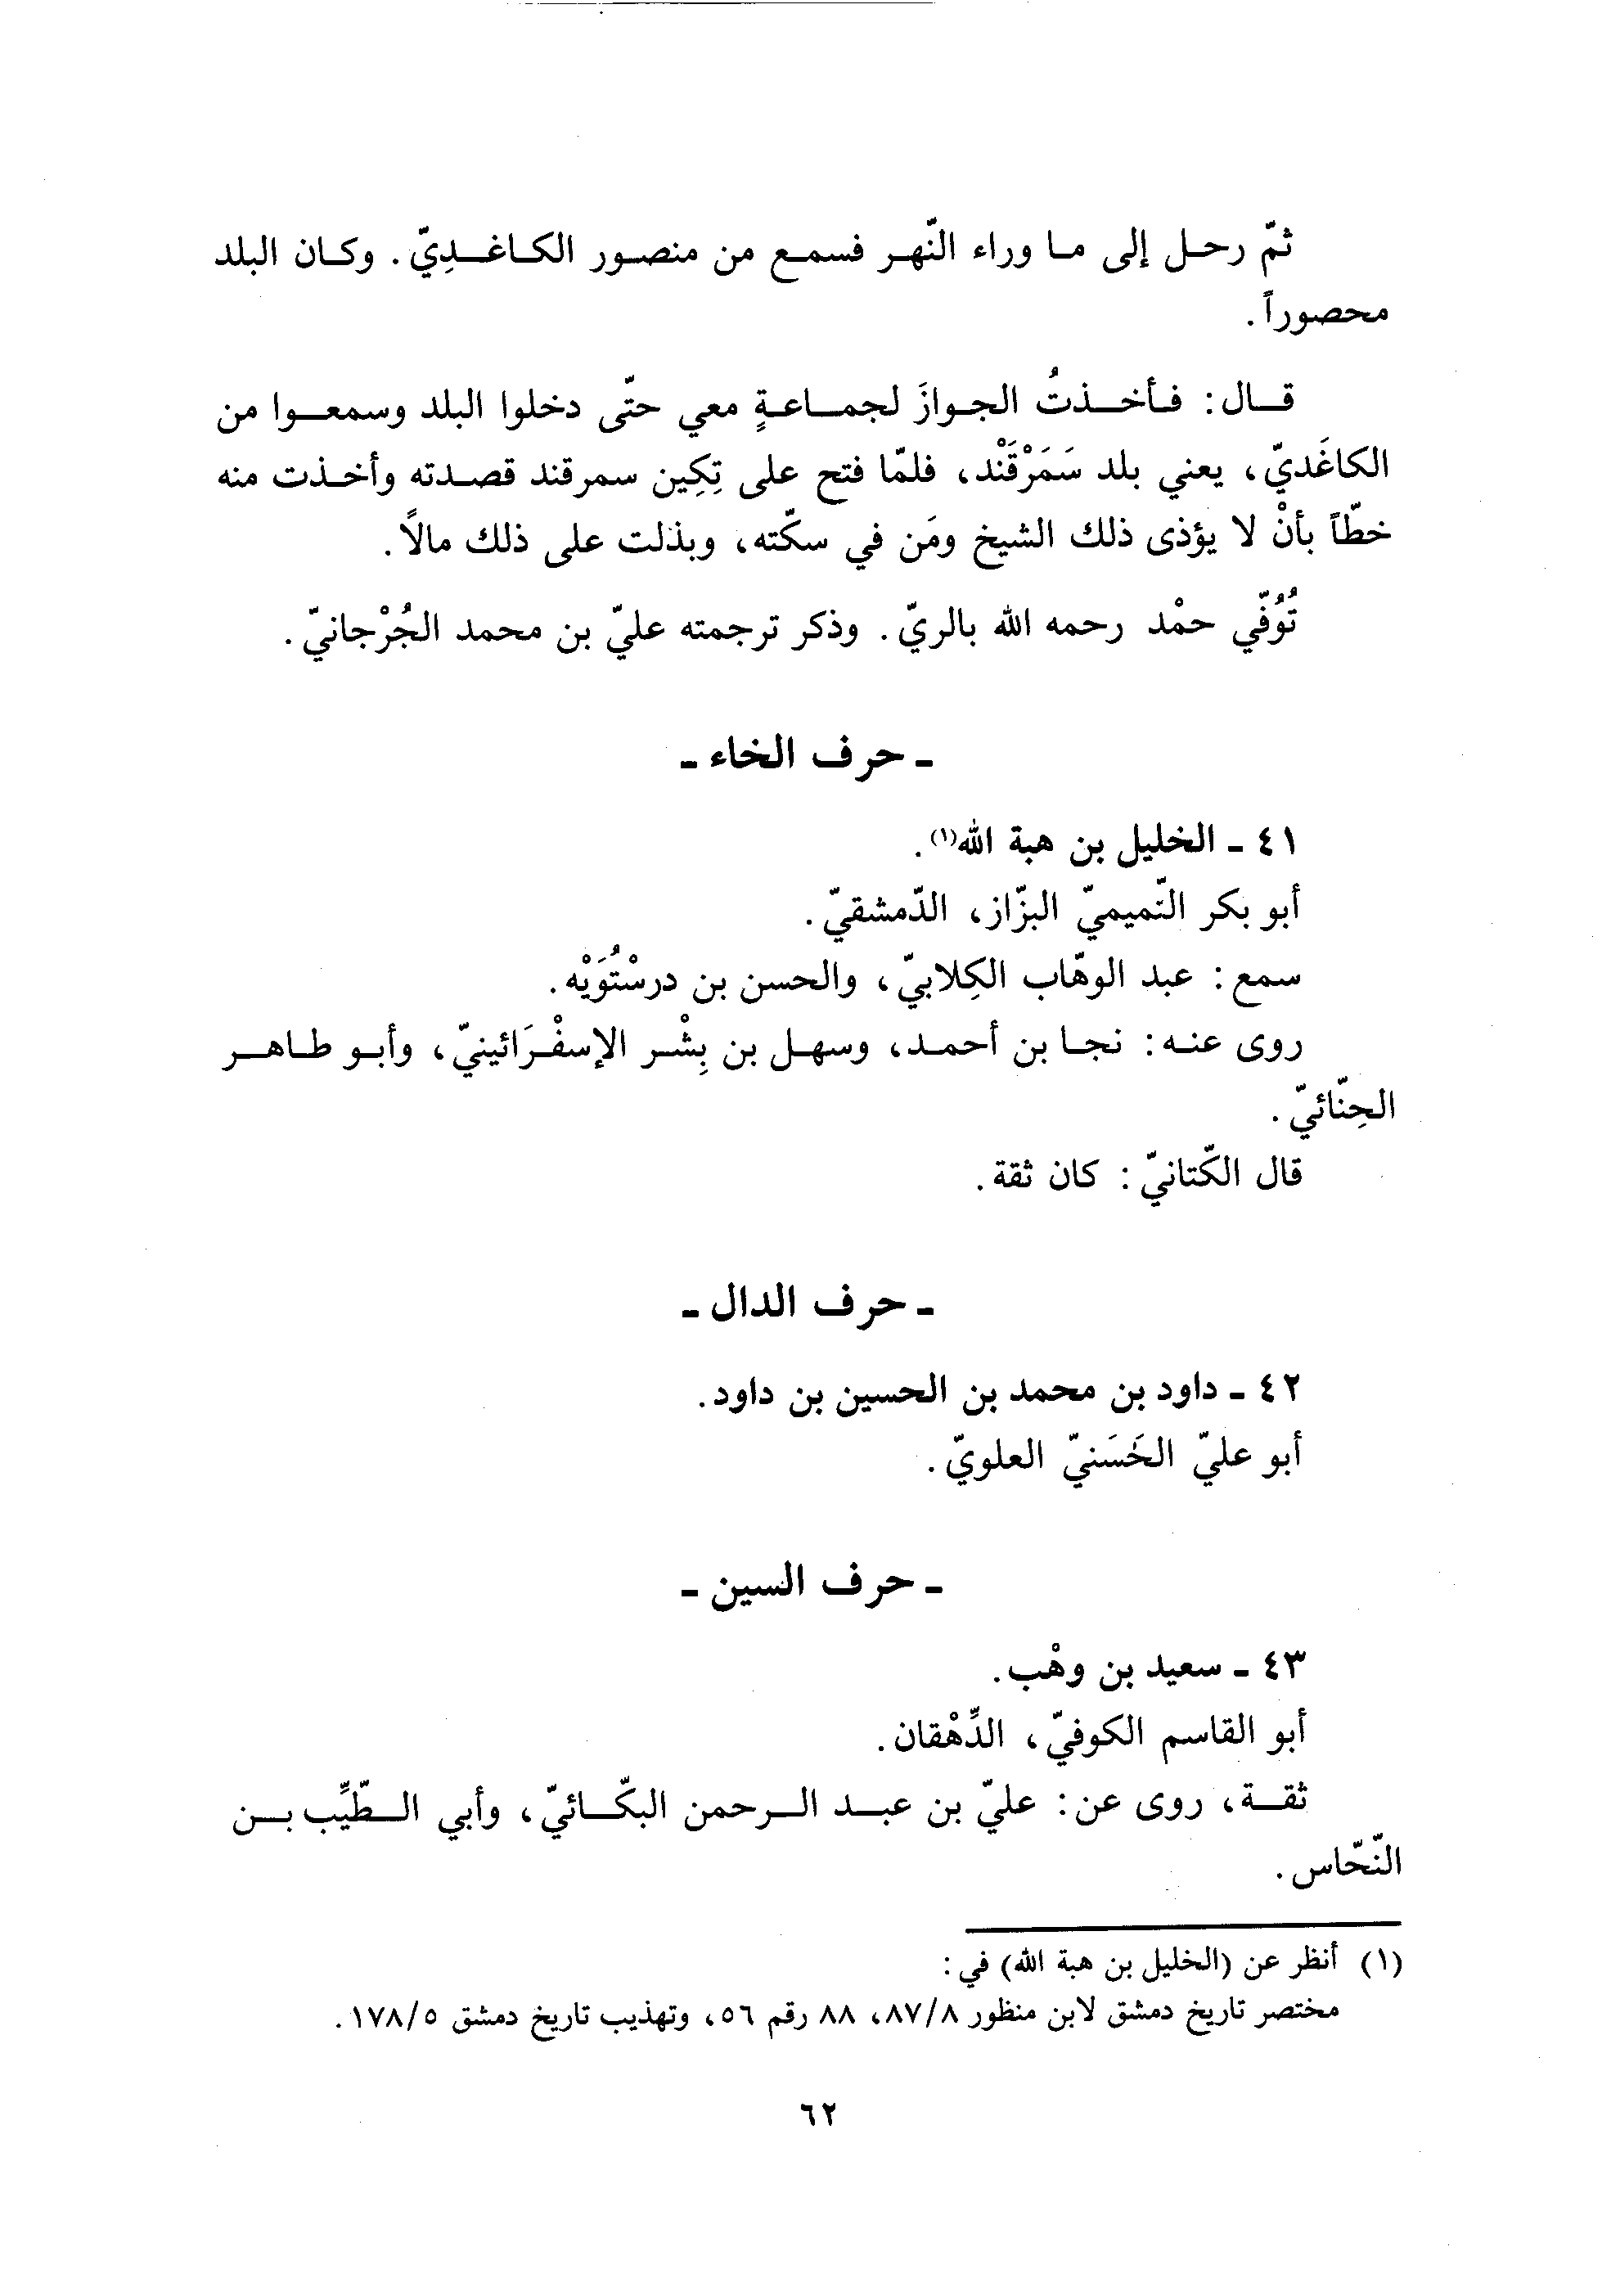 ثمّ رحل إلى ما وراء النّهر فسمع من منصور الكاغدِيّ. وكان البلد
محصوراً.
قال: فأخذتُ الجوازَ لجماعةٍ معي حتّى دخلوا البلد وسمعوا من
الكاغَديّ، يعني بلد سَمَرْقَنْد، فلمّا فتح على تِكِين سمرقند قصدته وأخذت منه
خطّاً بأنْ لا يؤذى ذلك الشيخ ومَن في سكّته، وبذلت على ذلك مالاً.
تُوُفّي حمْد رحمه الله بالريّ. وذكر ترجمته عليّ بن محمد الجُرْجانيّ.
ـ حرف الخاء ـ
٤١ ـ الخليل بن هبة الله(١).
أبو بكر التّميميّ البزّاز، الدّمشقيّ.
سمع: عبد الوهّاب الكِلابيّ، والحسن بن درسْتُوَيْه.
روى عنه: نجا بن أحمد، وسهل بن بِشْر الإسفْرَائينيّ، وأبو طاهر
الحِنّائيّ.
قال الكّتانيّ: كان ثقة.
ـ حرف الدال ـ
٤٢ ـ داود بن محمد بن الحسين بن داود.
أبو عليّ الحَسَنيّ العلويّ.
ـ حرف السين ـ
٤٣ ـ سعيد بن وهْب.
أبو القاسم الكوفيّ، الدِّهْقان.
ثقة، روى عن: عليّ بن عبد الرحمن البكّائيّ، وأبي الطّيِّب بن
النّحّاس.
(١) أنظر عن (الخليل بن هبة الله) في:
مختصر تاريخ دمشق لابن منظور ٨٧/٨، ٨٨ رقم ٥٦، وتهذيب تاريخ دمشق ١٧٨/٥.
٦٢